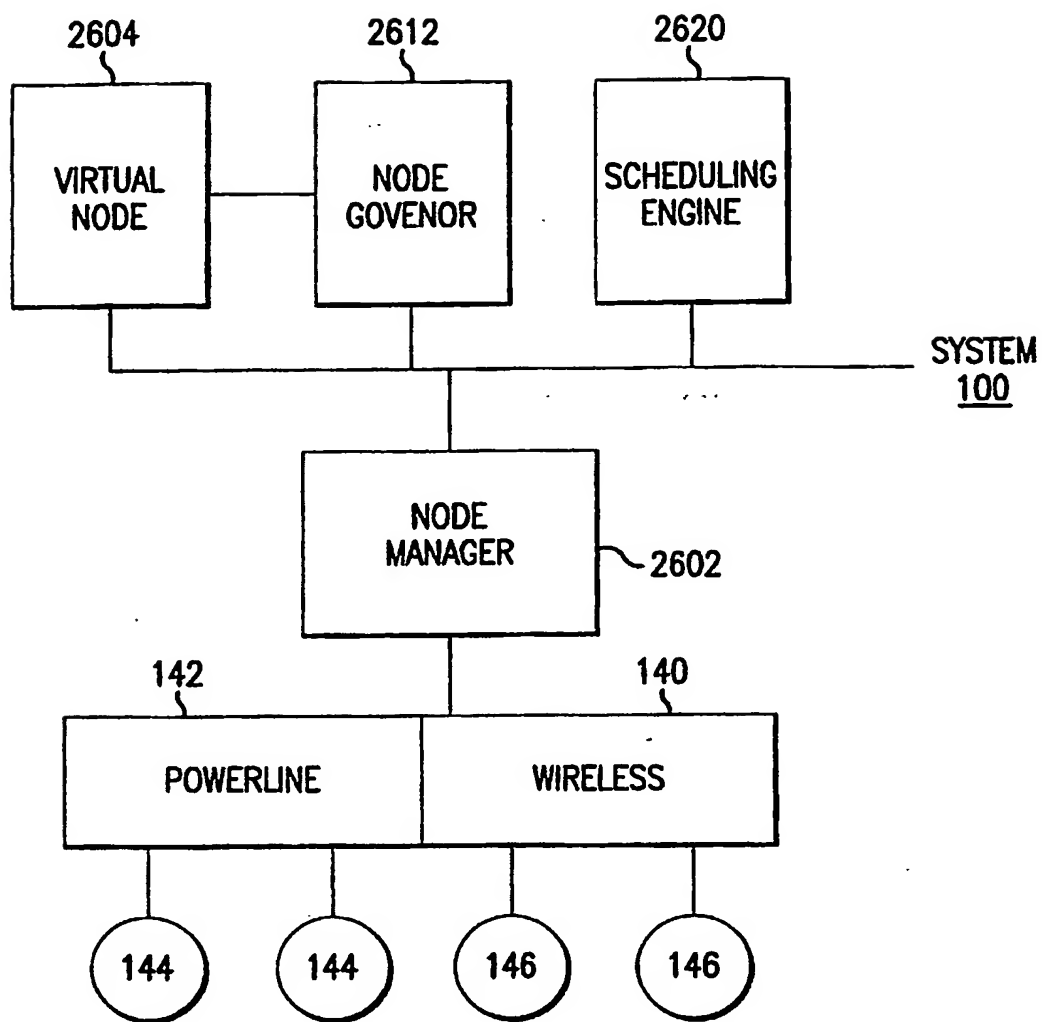 2604
2612
2620
VIRTUAL
NODE
NODE
GOVENOR
SCHEDULING
ENGINE
SYSTEM
100
NODE
MANAGER
2602
142
140
POWERLINE
WIRELESS
144
144
146
146